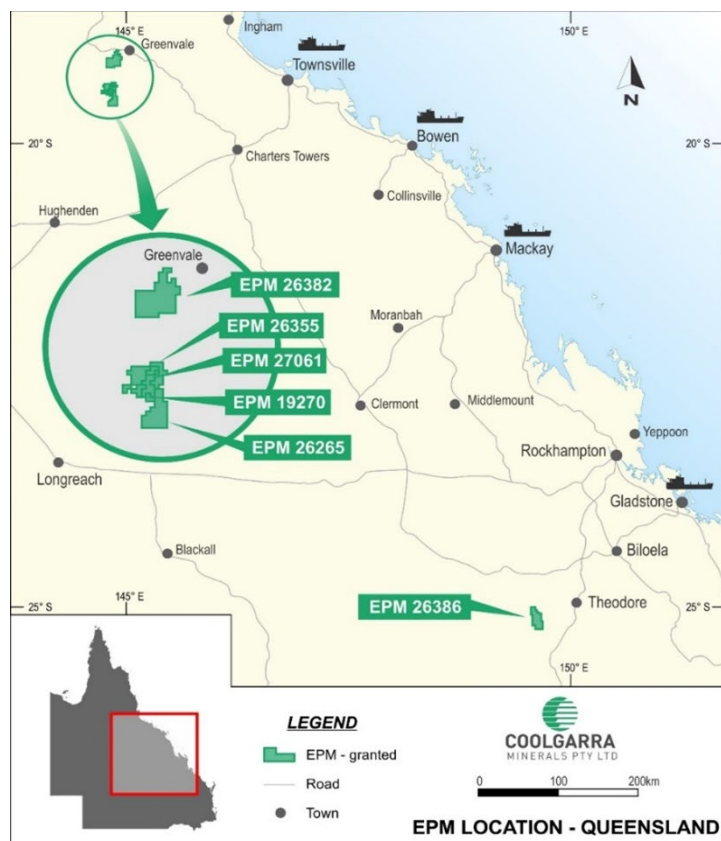 145° E
150° E
Ingham
Greenvale
Townsville
N
20° S
20° S
Bowen
Charters Towers
Collinsville
Hughenden
Mackay
Greenvale
EPM 26382
EPM 26355
Moranbah
EPM 27061
EPM 19270
Clermont
Middlemount
EPM 26265
Yeppoon
Rockhampton
Longreach
Gladstone
Blackall
Biloela
25° S
145° E
EPM 26386
Theodore
25° S
150° E
LEGEND
EPM - granted
Road
Town
COOLGARRA
MINERALS PTY LTD
0 100 200km
EPM LOCATION - QUEENSLAND